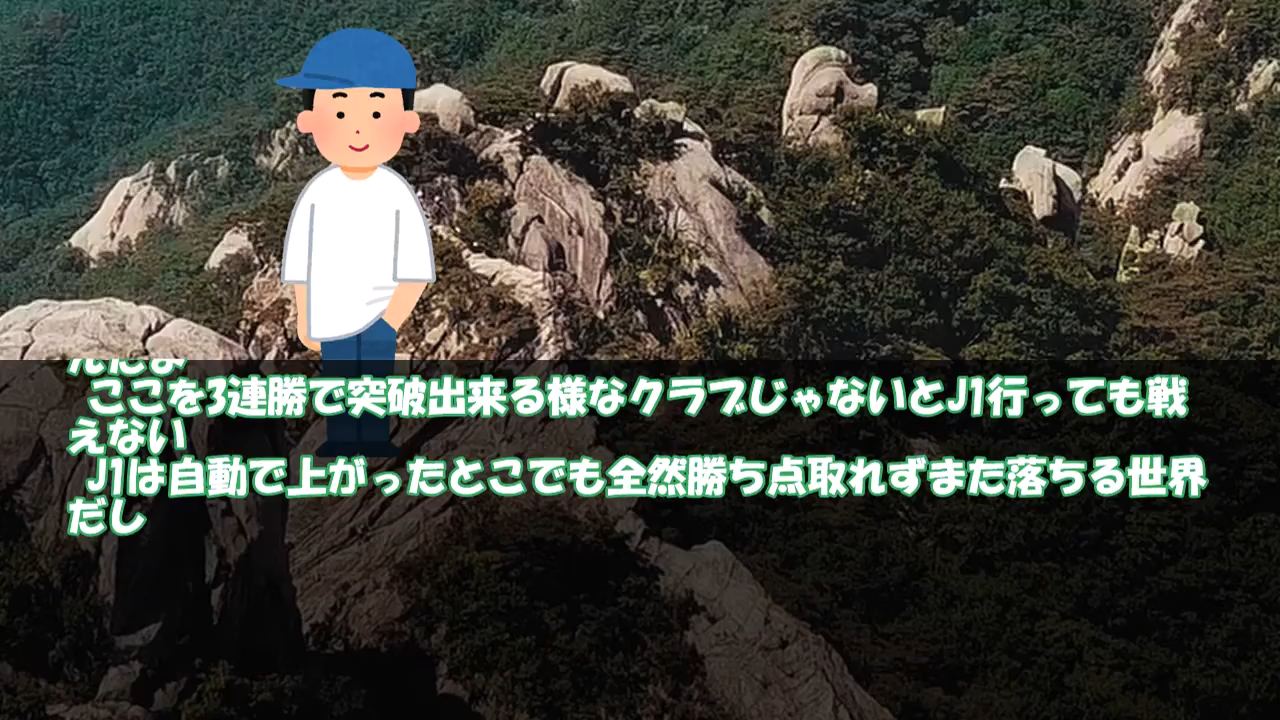 ここを3連勝で突破出来る様なクラブじゃないとJ1行っても戦
えない
J1は自動で上がったとこでも全然勝ち点取れずまた落ちる世界
だし